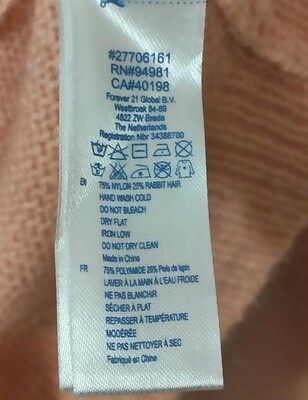 #27706161
RN#94981
CA#40198
Forever 21 Global B.V.
Westbroek 64-66
4822 ZW Breda
The Netherlands
Registration Nbr 34386700
EN 75% NYLON 25% RABBIT HAIR
HAND WASH COLD
DO NOT BLEACH
DRY FLAT
IRON LOW
DO NOT DRY CLEAN
Made in China
FR 75% POLYAMIDE 25% Poils de lapin
LAVER À LA MAIN À L'EAU FROIDE
NE PAS BLANCHIR
SÉCHER À PLAT
REPASSER À TEMPÉRATURE
MODÉRÉE
NE PAS NETTOYER À SEC
Fabriqué en Chine